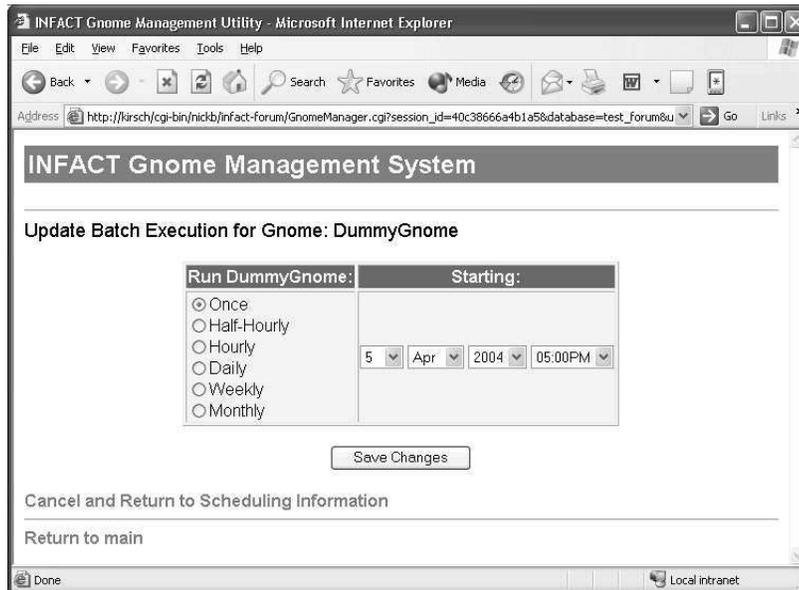 INFACT Gnome Management Utility - Microsoft Internet Explorer
File Edit View Favorites Tools Help
Back Search Favorites Media
Address http://kirsch/cgi-bin/nickb/infact-forum/GnomeManager.cgi?session_id=40c38666a4b1a5&database=test_forum&u Go Links
INFACT Gnome Management System
Update Batch Execution for Gnome: DummyGnome
Run DummyGnome: Starting:
Once
Half-Hourly
Hourly
5 Apr 2004 05:00PM
Daily
Weekly
Monthly
Save Changes
Cancel and Return to Scheduling Information
Return to main
Done Local intranet